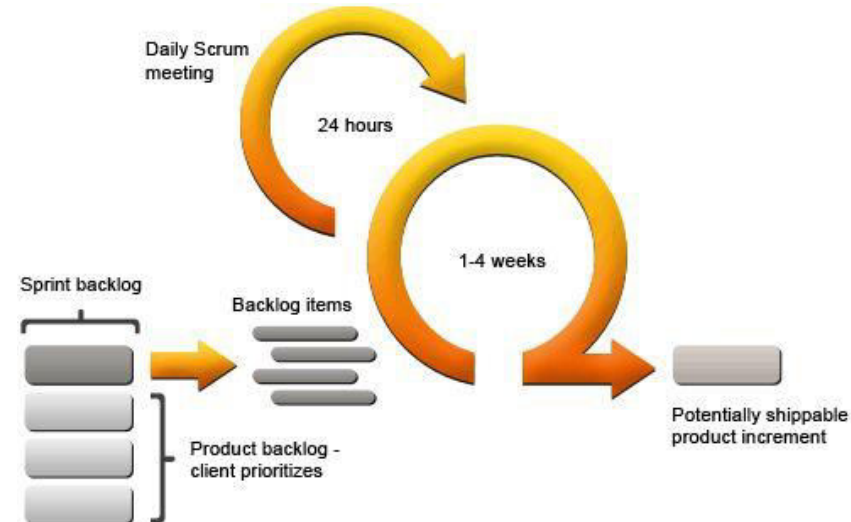 Daily Scrum
meeting
24 hours
1-4 weeks
Sprint backlog
Backlog items
Product backlog -
client prioritizes
Potentially shippable
product increment